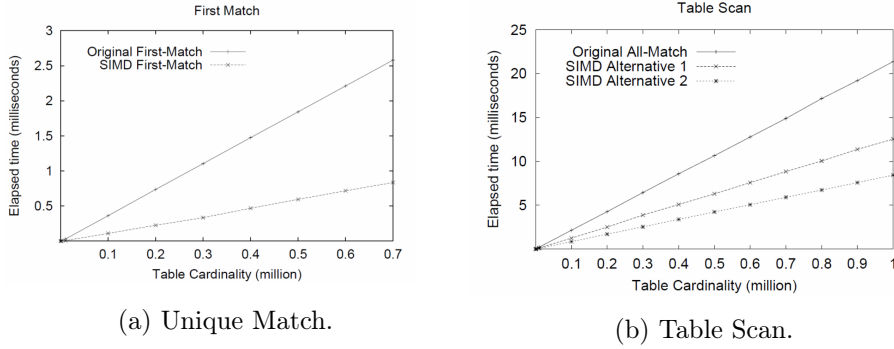 First Match
3
2.5
2
1.5
1
0.5
Original First-Match
SIMD First-Match
Elapsed time (milliseconds)
0.1 0.2 0.3 0.4 0.5 0.6 0.7
Table Cardinality (million)
(a) Unique Match.
Table Scan
25
20
15
10
5
Original All-Match
SIMD Alternative 1
SIMD Alternative 2
Elapsed time (milliseconds)
0.1 0.2 0.3 0.4 0.5 0.6 0.7 0.8 0.9 1
Table Cardinality (million)
(b) Table Scan.